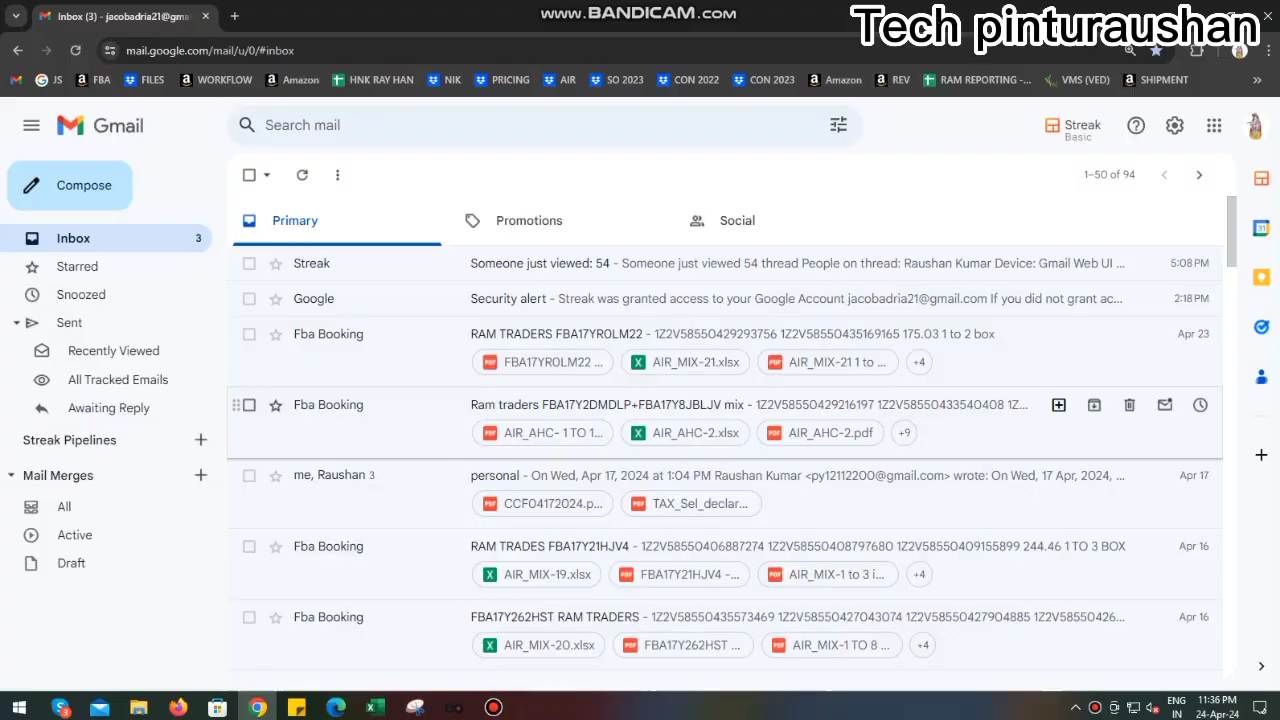 Inbox (3) - jacobadria21@gmai
www.BANDICAM.com
Tech pinturaushan
mail.google.com/mail/u/0/#inbox
JS FBA FILES WORKFLOW Amazon HNK RAY HAN NIK PRICING AIR SO 2023 CON 2022 CON 2023 Amazon REV RAM REPORTING -... VMS (VED) SHIPMENT »
Gmail
Search mail
Streak
Basic
Compose
1–50 of 94
Primary
Promotions
Social
Inbox 3
Starred
Snoozed
Sent
Recently Viewed
All Tracked Emails
Awaiting Reply
Streak Pipelines
Mail Merges
All
Active
Draft
Streak Someone just viewed: 54 - Someone just viewed 54 thread People on thread: Raushan Kumar Device: Gmail Web UI ... 5:08 PM
Google Security alert - Streak was granted access to your Google Account jacobadria21@gmail.com If you did not grant ac... 2:18 PM
Fba Booking RAM TRADERS FBA17YR0LM22 - 1Z2V58550429293756 1Z2V58550435169165 175.03 1 to 2 box Apr 23
PDF FBA17YR0LM22 ... X AIR_MIX-21.xlsx PDF AIR_MIX-21 1 to ... +4
Fba Booking Ram traders FBA17Y2DMDLP+FBA17Y8JBLJV mix - 1Z2V58550429216197 1Z2V58550433540408 1Z...
PDF AIR_AHC- 1 TO 1... X AIR_AHC-2.xlsx PDF AIR_AHC-2.pdf +9
me, Raushan 3 personal - On Wed, Apr 17, 2024 at 1:04 PM Raushan Kumar <py12112200@gmail.com> wrote: On Wed, 17 Apr, 2024, ... Apr 17
PDF CCF04172024.p... PDF TAX_Sel_declar...
Fba Booking RAM TRADES FBA17Y21HJV4 - 1Z2V58550406887274 1Z2V58550408797680 1Z2V58550409155899 244.46 1 TO 3 BOX Apr 16
X AIR_MIX-19.xlsx PDF FBA17Y21HJV4 -... PDF AIR_MIX-1 to 3 i... +4
Fba Booking FBA17Y262HST RAM TRADERS - 1Z2V58550435573469 1Z2V58550427043074 1Z2V58550427904885 1Z2V58550426... Apr 16
X AIR_MIX-20.xlsx PDF FBA17Y262HST ... PDF AIR_MIX-1 TO 8 ... +4
ENG 11:36 PM
IN 24-Apr-24